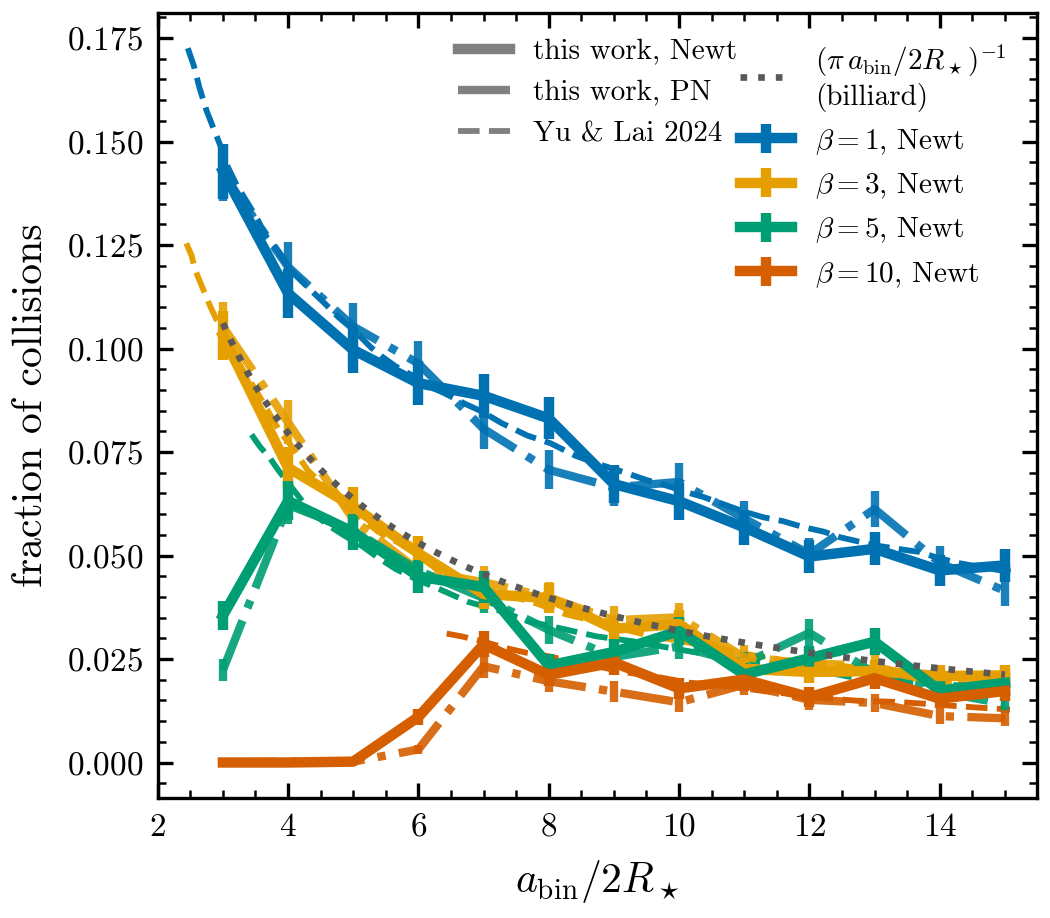 0.175
0.150
0.125
0.100
0.075
0.050
0.025
0.000
fraction of collisions
2
4
6
8
10
12
14
a_bin/2R_⋆
this work, Newt
this work, PN
Yu & Lai 2024
(π a_bin/2R_⋆)^−1
(billiard)
β = 1, Newt
β = 3, Newt
β = 5, Newt
β = 10, Newt